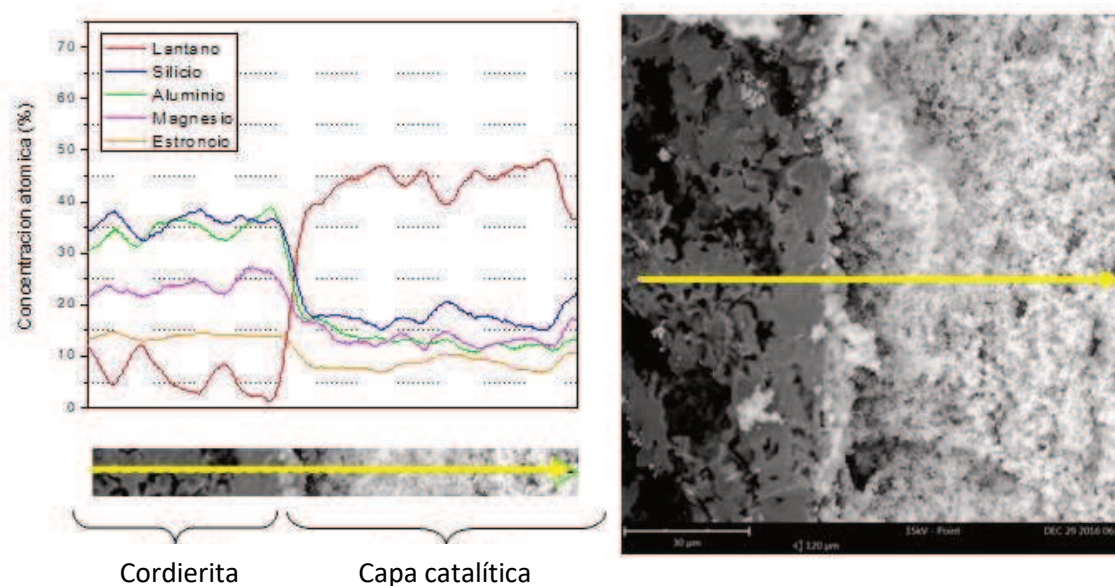 Concentracion atomica (%)
70
60
50
40
30
20
10
0
Lantano
Silicio
Aluminio
Magnesio
Estroncio
Cordierita
Capa catalítica
30 µm
120 µm
15kV - Point
DEC 29 2016 06